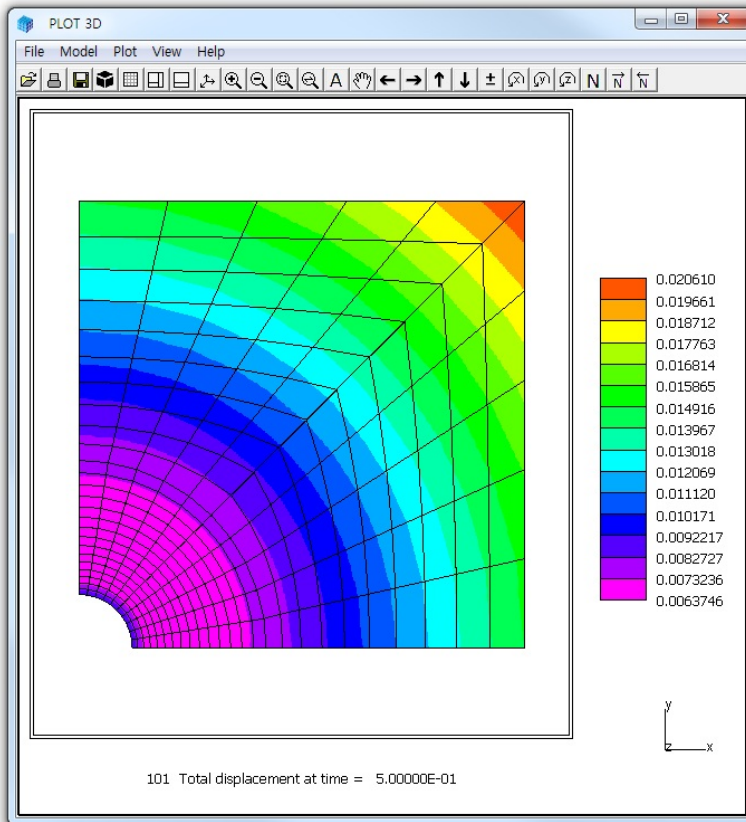 PLOT 3D
File Model Plot View Help
A N N N
0.020610
0.019661
0.018712
0.017763
0.016814
0.015865
0.014916
0.013967
0.013018
0.012069
0.011120
0.010171
0.0092217
0.0082727
0.0073236
0.0063746
y
z x
101 Total displacement at time = 5.00000E-01